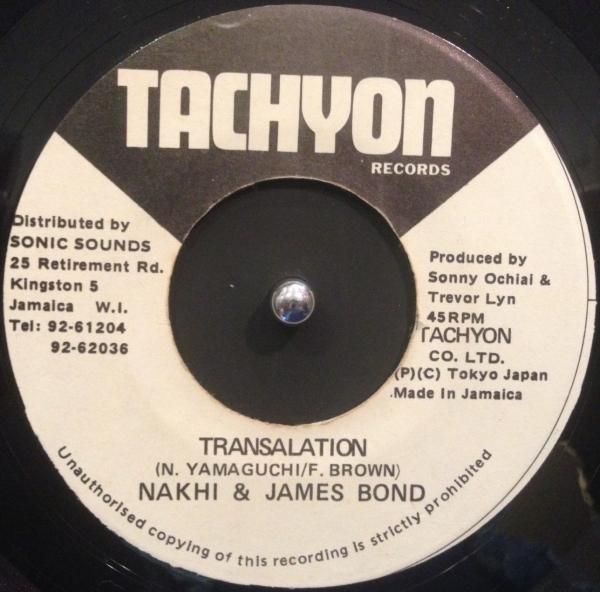 TACHYON
RECORDS
Distributed by
SONIC SOUNDS
25 Retirement Rd.
Kingston 5
Jamaica W.I.
Tel: 92-61204
92-62036
Produced by
Sonny Ochiai &
Trevor Lyn
45RPM
TACHYON
CO. LTD.
(P)(C) Tokyo Japan
Made In Jamaica
TRANSALATION
(N. YAMAGUCHI/F. BROWN)
NAKHI & JAMES BOND
Unauthorised copying of this recording is strictly prohibited